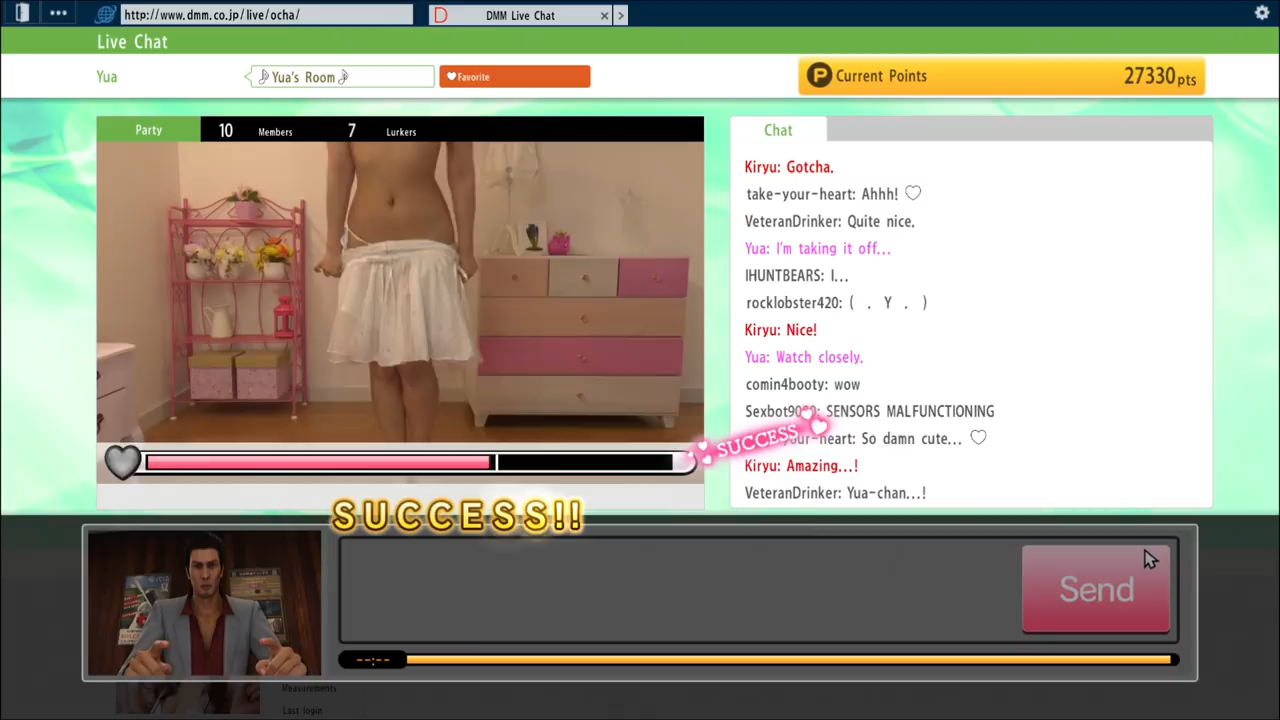 http://www.dmm.co.jp/live/ocha/
DMM Live Chat
Live Chat
Yua
Yua's Room
Favorite
P Current Points 27330pts
Party
10 Members 7 Lurkers
Chat
Kiryu: Gotcha.
take-your-heart: Ahhh! ♡
VeteranDrinker: Quite nice.
Yua: I'm taking it off...
IHUNTBEARS: I...
rocklobster420: ( . Y . )
Kiryu: Nice!
Yua: Watch closely.
comin4booty: wow
SENSORS MALFUNCTIONING
So damn cute... ♡
Kiryu: Amazing...!
VeteranDrinker: Yua-chan...!
SUCCESS
SUCCESS!!
Send
--:--
Measurements
Last login